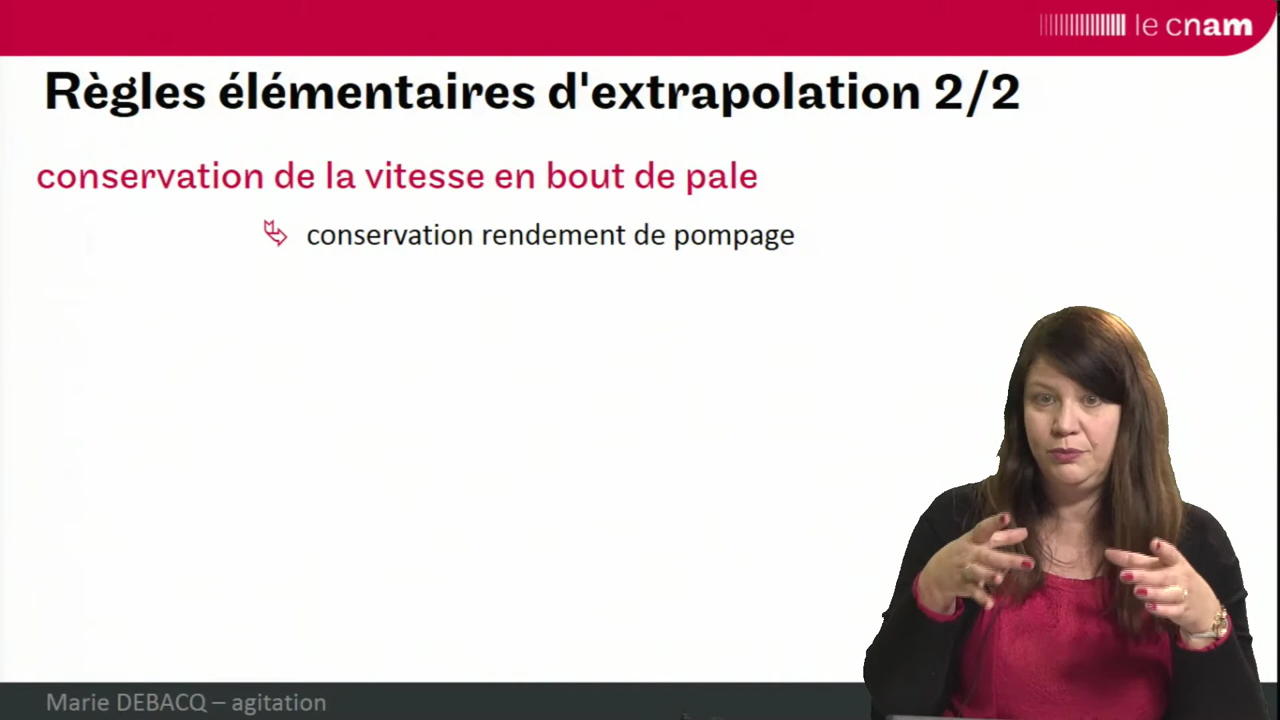 le cnam
Règles élémentaires d'extrapolation 2/2
conservation de la vitesse en bout de pale
conservation rendement de pompage
Marie DEBACQ – agitation